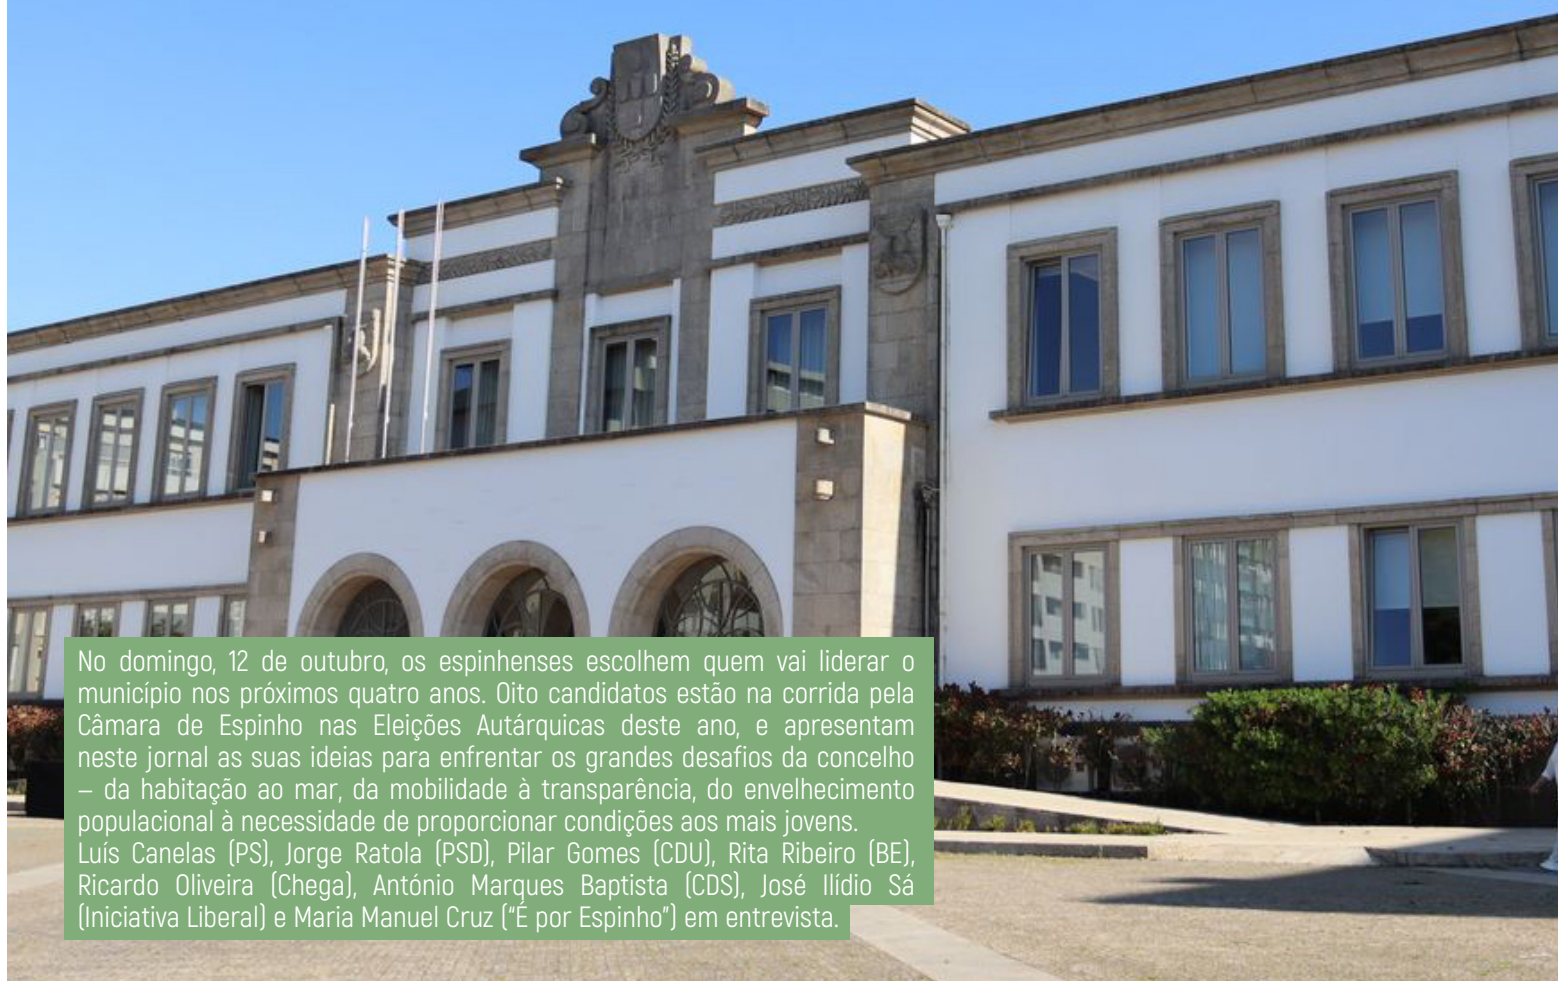 No domingo, 12 de outubro, os espinhenses escolhem quem vai liderar o
município nos próximos quatro anos. Oito candidatos estão na corrida pela
Câmara de Espinho nas Eleições Autárquicas deste ano, e apresentam
neste jornal as suas ideias para enfrentar os grandes desafios da concelho
– da habitação ao mar, da mobilidade à transparência, do envelhecimento
populacional à necessidade de proporcionar condições aos mais jovens.
Luís Canelas (PS), Jorge Ratola (PSD), Pilar Gomes (CDU), Rita Ribeiro (BE),
Ricardo Oliveira (Chega), António Marques Baptista (CDS), José Ilídio Sá
(Iniciativa Liberal) e Maria Manuel Cruz (“É por Espinho”) em entrevista.